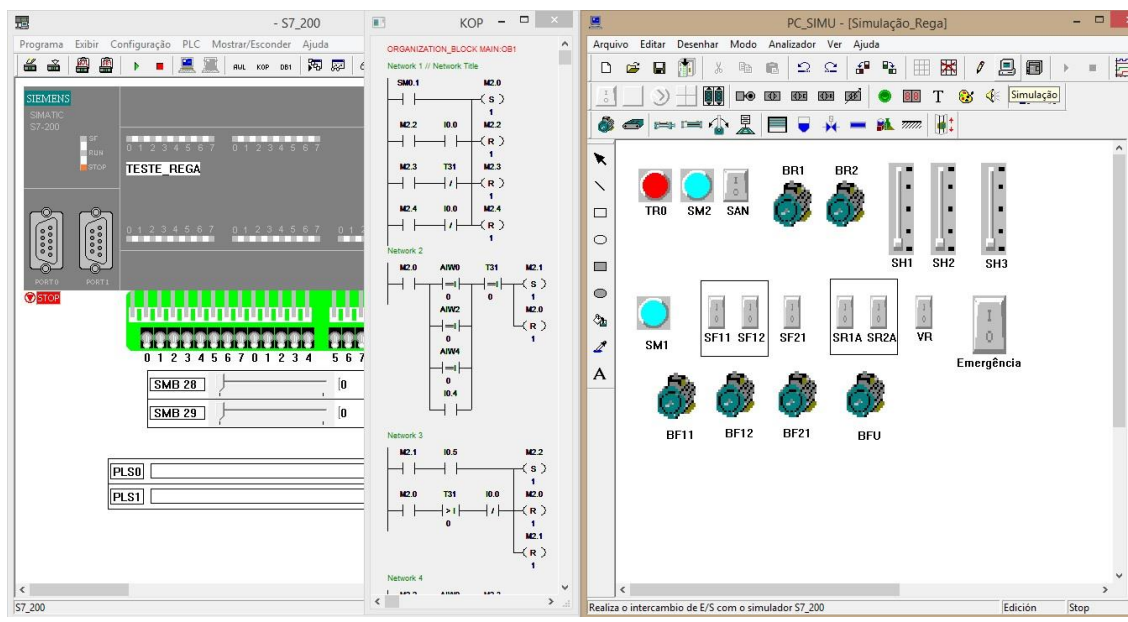 - S7_200
Programa Exibir Configuração PLC Mostrar/Esconder Ajuda
AWL KOP DB1
SIEMENS
SIMATIC
S7-200
SF
RUN
STOP
0 1 2 3 4 5 6 7 0 1 2 3 4 5 6 7
TESTE_REGA
0 1 2 3 4 5 6 7 0 1 2 3 4 5 6 7 0 1 2
PORT 0 PORT 1
STOP
0 1 2 3 4 5 6 7 0 1 2 3 4 5 6 7
SMB 28 0
SMB 29 0
PLS0
PLS1
S7_200
KOP
ORGANIZATION_BLOCK MAIN:OB1
Network 1 // Network Title
SM0.1 M2.0
S
1
M2.2 I0.0 M2.2
R
1
M2.3 T31 M2.3
/ R
1
M2.4 I0.0 M2.4
/ R
1
Network 2
M2.0 AIW0 T31 M2.1
==I ==I S
0 0 1
AIW2 M2.0
==I R
0 1
AIW4
==I
0
I0.4
Network 3
M2.1 I0.5 M2.2
S
1
M2.0 T31 I0.0 M2.0
>I / R
0 1
M2.1
R
1
Network 4
PC_SIMU - [Simulação_Rega]
Arquivo Editar Desenhar Modo Analizador Ver Ajuda
T Simulação
A
TR0 SM2 SAN BR1 BR2
SH1 SH2 SH3
SM1 SF11 SF12 SF21 SR1A SR2A VR
I
0
Emergência
BF11 BF12 BF21 BFU
Realiza o intercambio de E/S com o simulador S7_200 Edición Stop